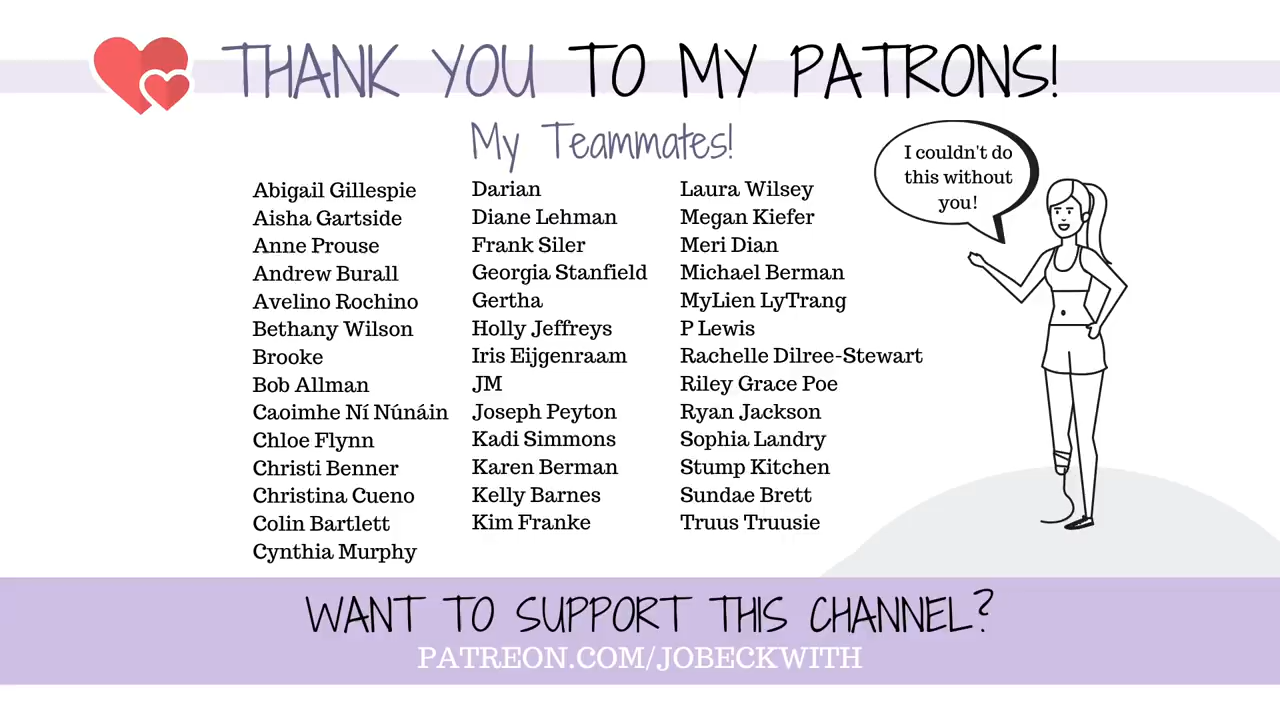 THANK YOU TO MY PATRONS!
My Teammates!
I couldn't do
this without
you!
Abigail Gillespie
Aisha Gartside
Anne Prouse
Andrew Burall
Avelino Rochino
Bethany Wilson
Brooke
Bob Allman
Caoimhe Ní Núnáin
Chloe Flynn
Christi Benner
Christina Cueno
Colin Bartlett
Cynthia Murphy
Darian
Diane Lehman
Frank Siler
Georgia Stanfield
Gertha
Holly Jeffreys
Iris Eijgenraam
JM
Joseph Peyton
Kadi Simmons
Karen Berman
Kelly Barnes
Kim Franke
Laura Wilsey
Megan Kiefer
Meri Dian
Michael Berman
MyLien LyTrang
P Lewis
Rachelle Dilree-Stewart
Riley Grace Poe
Ryan Jackson
Sophia Landry
Stump Kitchen
Sundae Brett
Truus Truusie
WANT TO SUPPORT THIS CHANNEL?
PATREON.COM/JOBECKWITH